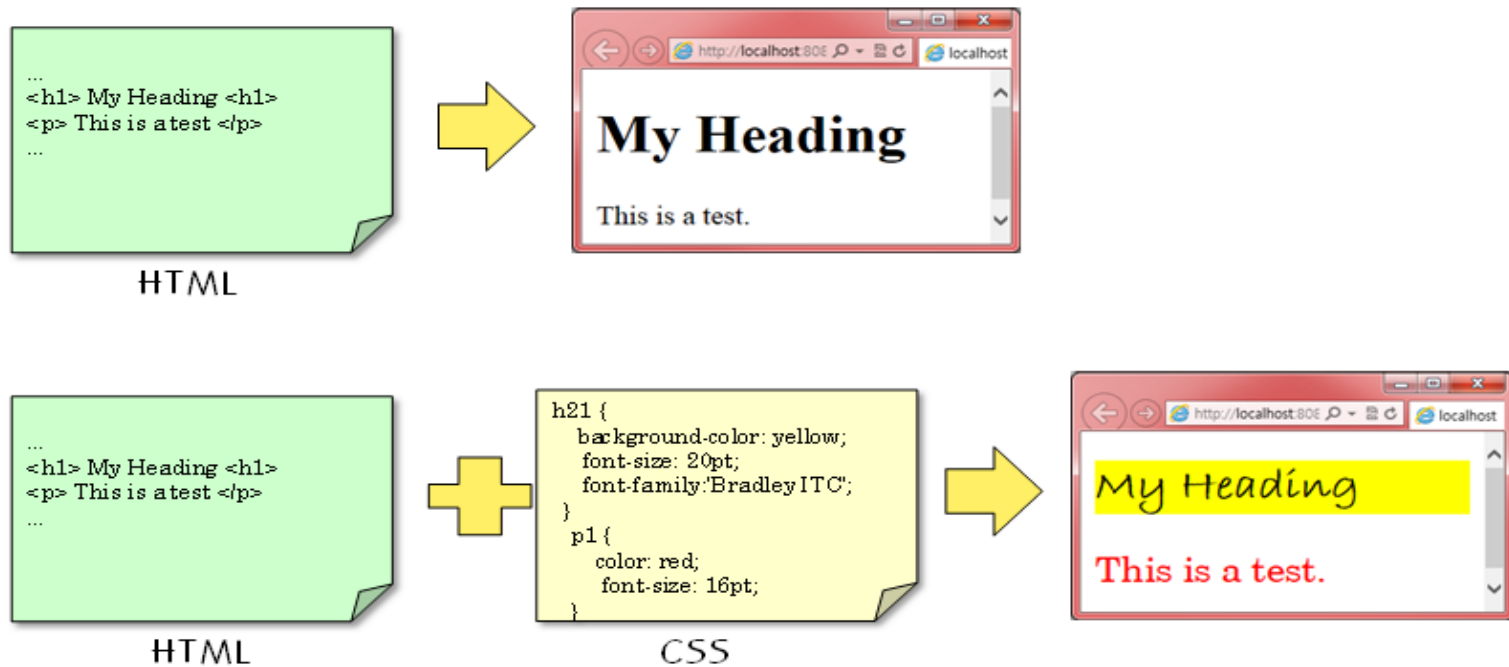 ...
<h1> My Heading <h1>
<p> This is a test </p>
...
HTML
http://localhost:808
localhost
My Heading
This is a test.
...
<h1> My Heading <h1>
<p> This is a test </p>
...
HTML
h21 {
background-color: yellow;
font-size: 20pt;
font-family:'Bradley ITC';
}
p1 {
color: red;
font-size: 16pt;
}
CSS
http://localhost:808
localhost
My Heading
This is a test.